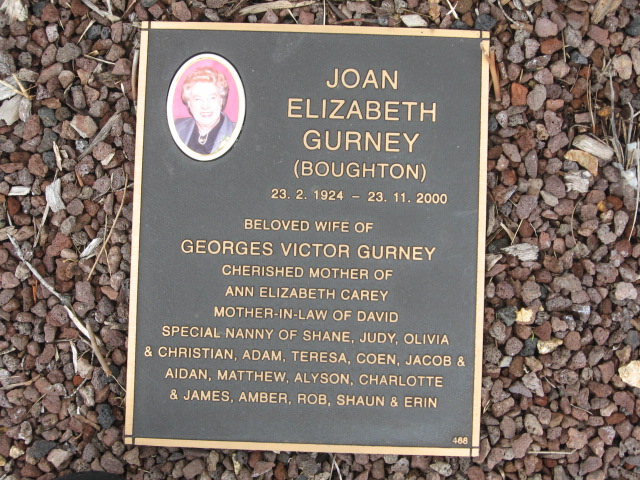 JOAN
ELIZABETH
GURNEY
(BOUGHTON)
23. 2. 1924 – 23. 11. 2000
BELOVED WIFE OF
GEORGES VICTOR GURNEY
CHERISHED MOTHER OF
ANN ELIZABETH CAREY
MOTHER-IN-LAW OF DAVID
SPECIAL NANNY OF SHANE, JUDY, OLIVIA
& CHRISTIAN, ADAM, TERESA, COEN, JACOB &
AIDAN, MATTHEW, ALYSON, CHARLOTTE
& JAMES, AMBER, ROB, SHAUN & ERIN
468